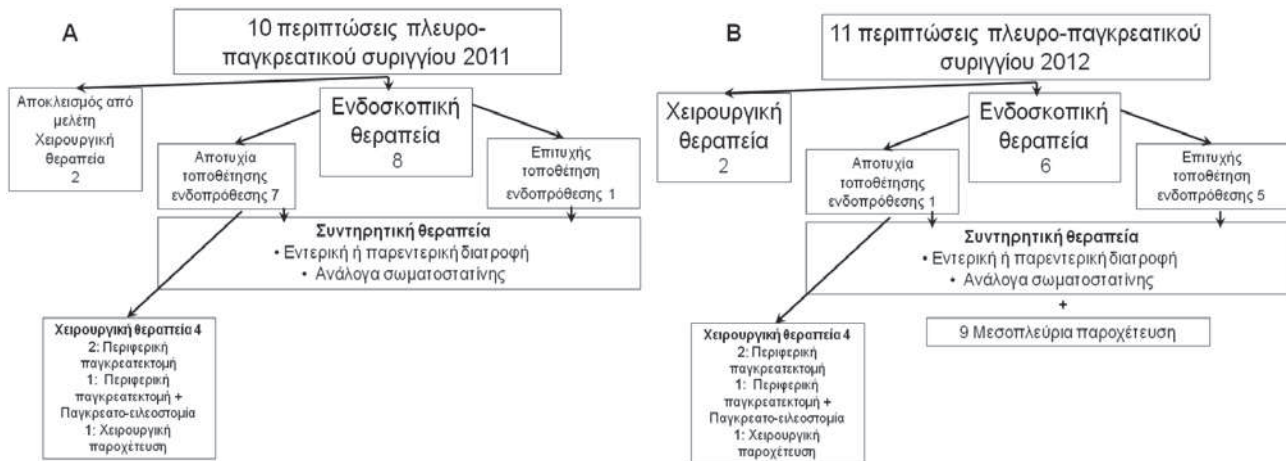 A
10 περιπτώσεις πλευρο-
παγκρεατικού συριγγίου 2011
Αποκλεισμός από
μελέτη
Χειρουργική
θεραπεία
2
Ενδοσκοπική
θεραπεία
8
Αποτυχία
τοποθέτησης
ενδοπρόθεσης 7
Επιτυχής
τοποθέτηση
ενδοπρόθεσης 1
Συντηρητική θεραπεία
• Εντερική ή παρεντερική διατροφή
• Ανάλογα σωματοστατίνης
Χειρουργική θεραπεία 4
2: Περιφερική
παγκρεατεκτομή
1: Περιφερική
παγκρεατεκτομή +
Παγκρεατο-ειλεοστομία
1: Χειρουργική
παροχέτευση
B
11 περιπτώσεις πλευρο-παγκρεατικού
συριγγίου 2012
Χειρουργική
θεραπεία
2
Ενδοσκοπική
θεραπεία
6
Αποτυχία
τοποθέτησης
ενδοπρόθεσης 1
Επιτυχής
τοποθέτηση
ενδοπρόθεσης 5
Συντηρητική θεραπεία
• Εντερική ή παρεντερική διατροφή
• Ανάλογα σωματοστατίνης
+
9 Μεσοπλεύρια παροχέτευση
Χειρουργική θεραπεία 4
2: Περιφερική
παγκρεατεκτομή
1: Περιφερική
παγκρεατεκτομή +
Παγκρεατο-ειλεοστομία
1: Χειρουργική
παροχέτευση